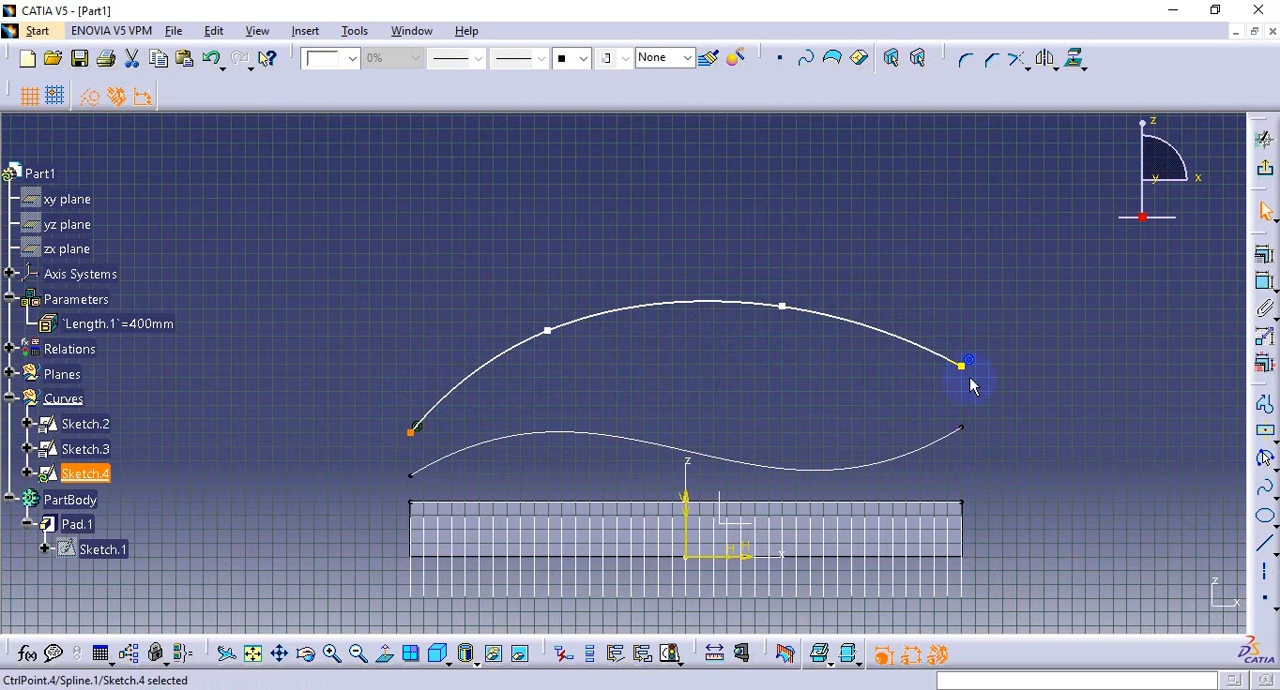 CATIA V5 - [Part1]
Start ENOVIA V5 VPM File Edit View Insert Tools Window Help
0% None
z
y x
Part1
xy plane
yz plane
zx plane
Axis Systems
Parameters
`Length.1`=400mm
Relations
Planes
Curves
Sketch.2
Sketch.3
Sketch.4
PartBody
Pad.1
Sketch.1
z
V
H H x
z
x
f(x)
CATIA
CtrlPoint.4/Spline.1/Sketch.4 selected